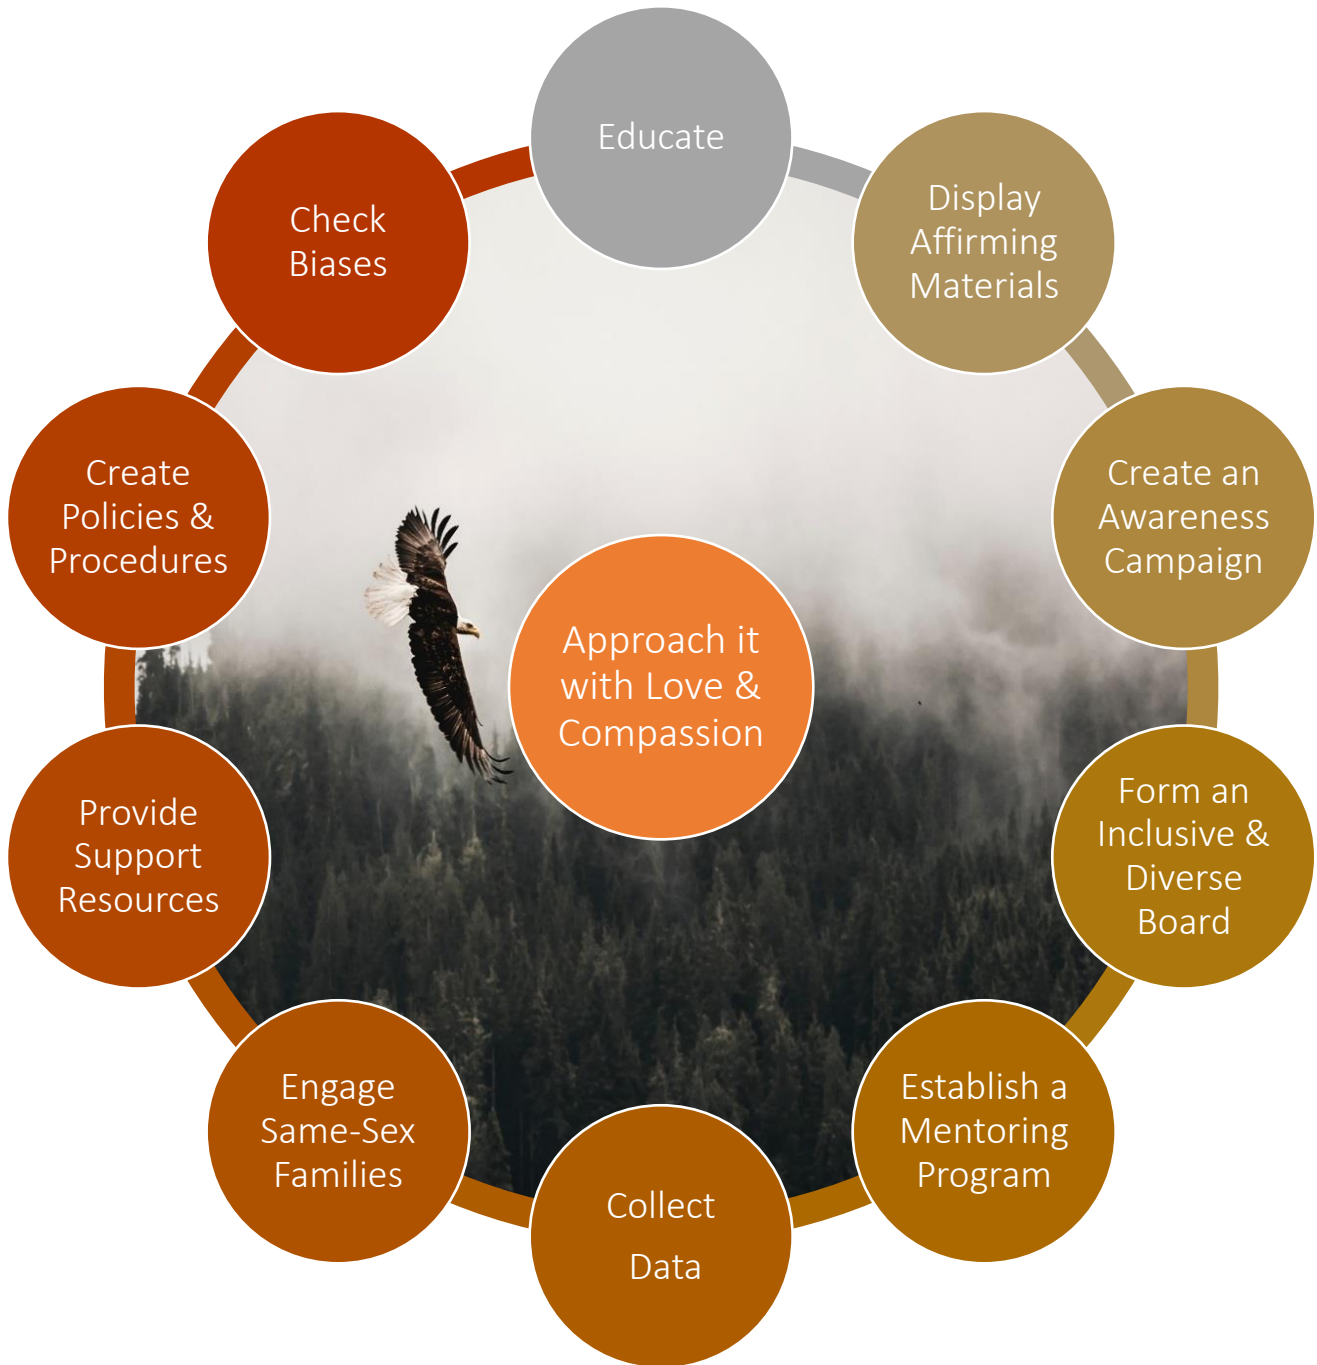 Educate
Display
Affirming
Materials
Create an
Awareness
Campaign
Form an
Inclusive &
Diverse
Board
Establish a
Mentoring
Program
Collect
Data
Engage
Same-Sex
Families
Provide
Support
Resources
Create
Policies &
Procedures
Check
Biases
Approach it
with Love &
Compassion